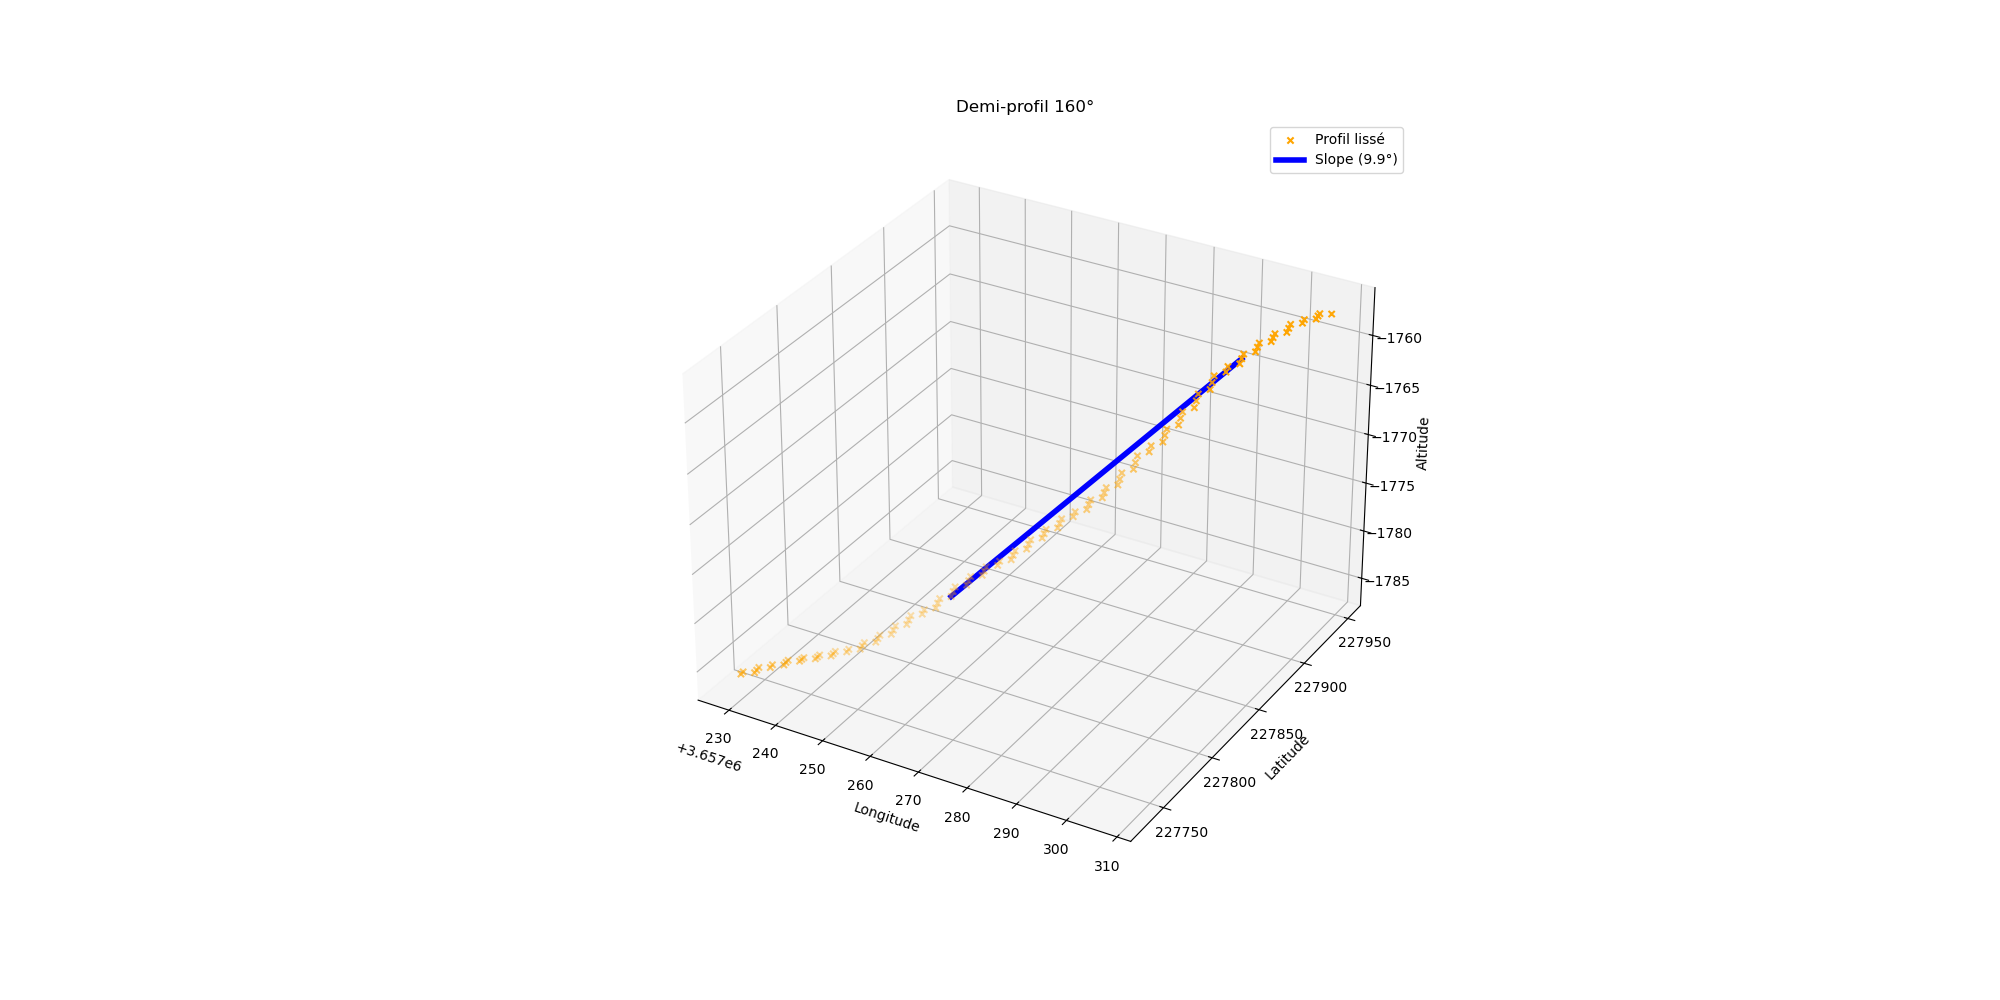 Demi-profil 160°
Profil lissé
Slope (9.9°)
−1760
−1765
−1770
−1775
−1780
−1785
Altitude
227950
227900
227850
227800
227750
Latitude
230
240
250
260
270
280
290
300
310
+3.657e6
Longitude